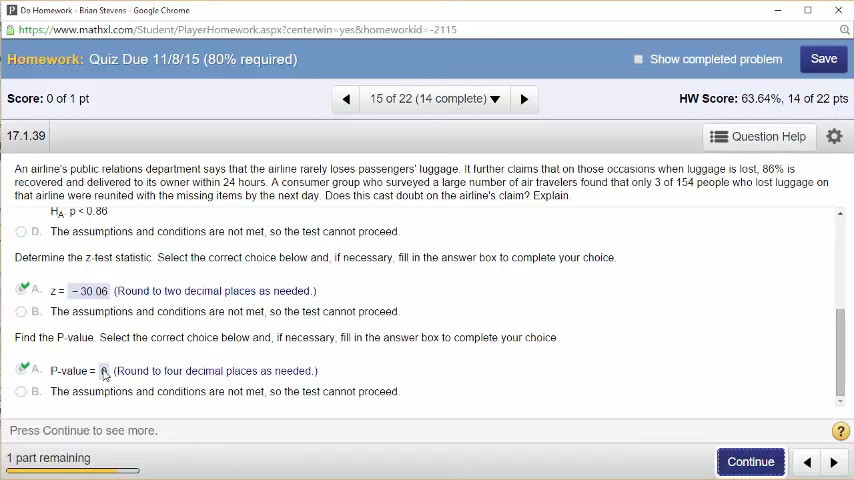 Do Homework - Brian Stevens - Google Chrome
https://www.mathxl.com/Student/PlayerHomework.aspx?centerwin=yes&homeworkid=-2115
Homework: Quiz Due 11/8/15 (80% required)
Show completed problem
Save
Score: 0 of 1 pt
15 of 22 (14 complete)
HW Score: 63.64%, 14 of 22 pts
17.1.39
Question Help
An airline's public relations department says that the airline rarely loses passengers' luggage. It further claims that on those occasions when luggage is lost, 86% is
recovered and delivered to its owner within 24 hours. A consumer group who surveyed a large number of air travelers found that only 3 of 154 people who lost luggage on
that airline were reunited with the missing items by the next day. Does this cast doubt on the airline's claim? Explain.
HA: p < 0.86
D. The assumptions and conditions are not met, so the test cannot proceed.
Determine the z-test statistic. Select the correct choice below and, if necessary, fill in the answer box to complete your choice.
A. z = −30.06 (Round to two decimal places as needed.)
B. The assumptions and conditions are not met, so the test cannot proceed.
Find the P-value. Select the correct choice below and, if necessary, fill in the answer box to complete your choice.
A. P-value = 0 (Round to four decimal places as needed.)
B. The assumptions and conditions are not met, so the test cannot proceed.
Press Continue to see more.
?
1 part remaining
Continue